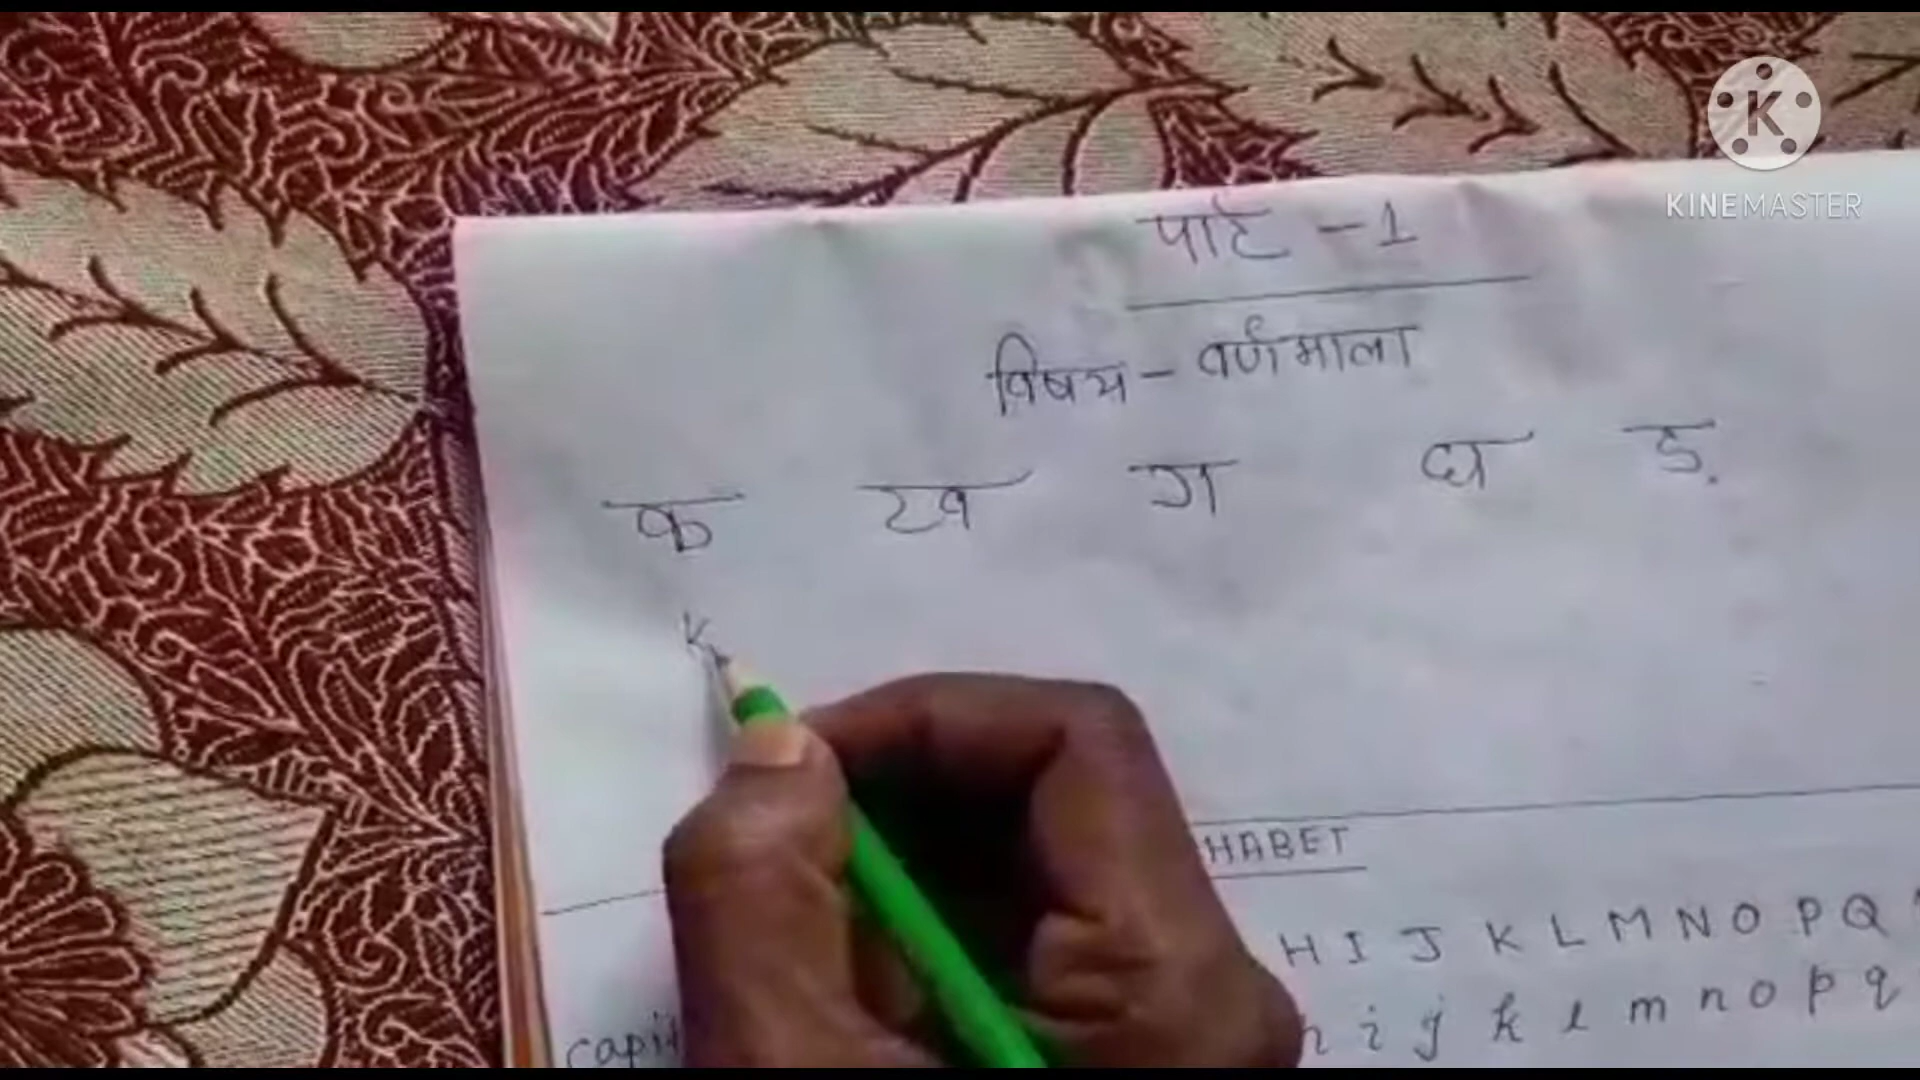 KINEMASTER
पाठ - 1
विषय - वर्णमाला
क ख ग घ ङ
K
HABET
H I J K L M N O P Q
h i j k l m n o p q
capi